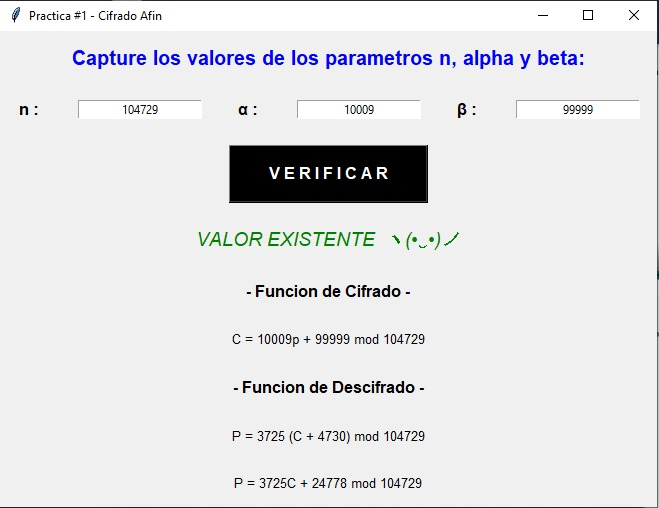 Practica #1 - Cifrado Afin
Capture los valores de los parametros n, alpha y beta:
n : 104729 α : 10009 β : 99999
V E R I F I C A R
VALOR EXISTENTE ヽ(•‿•)ノ
- Funcion de Cifrado -
C = 10009p + 99999 mod 104729
- Funcion de Descifrado -
P = 3725 (C + 4730) mod 104729
P = 3725C + 24778 mod 104729